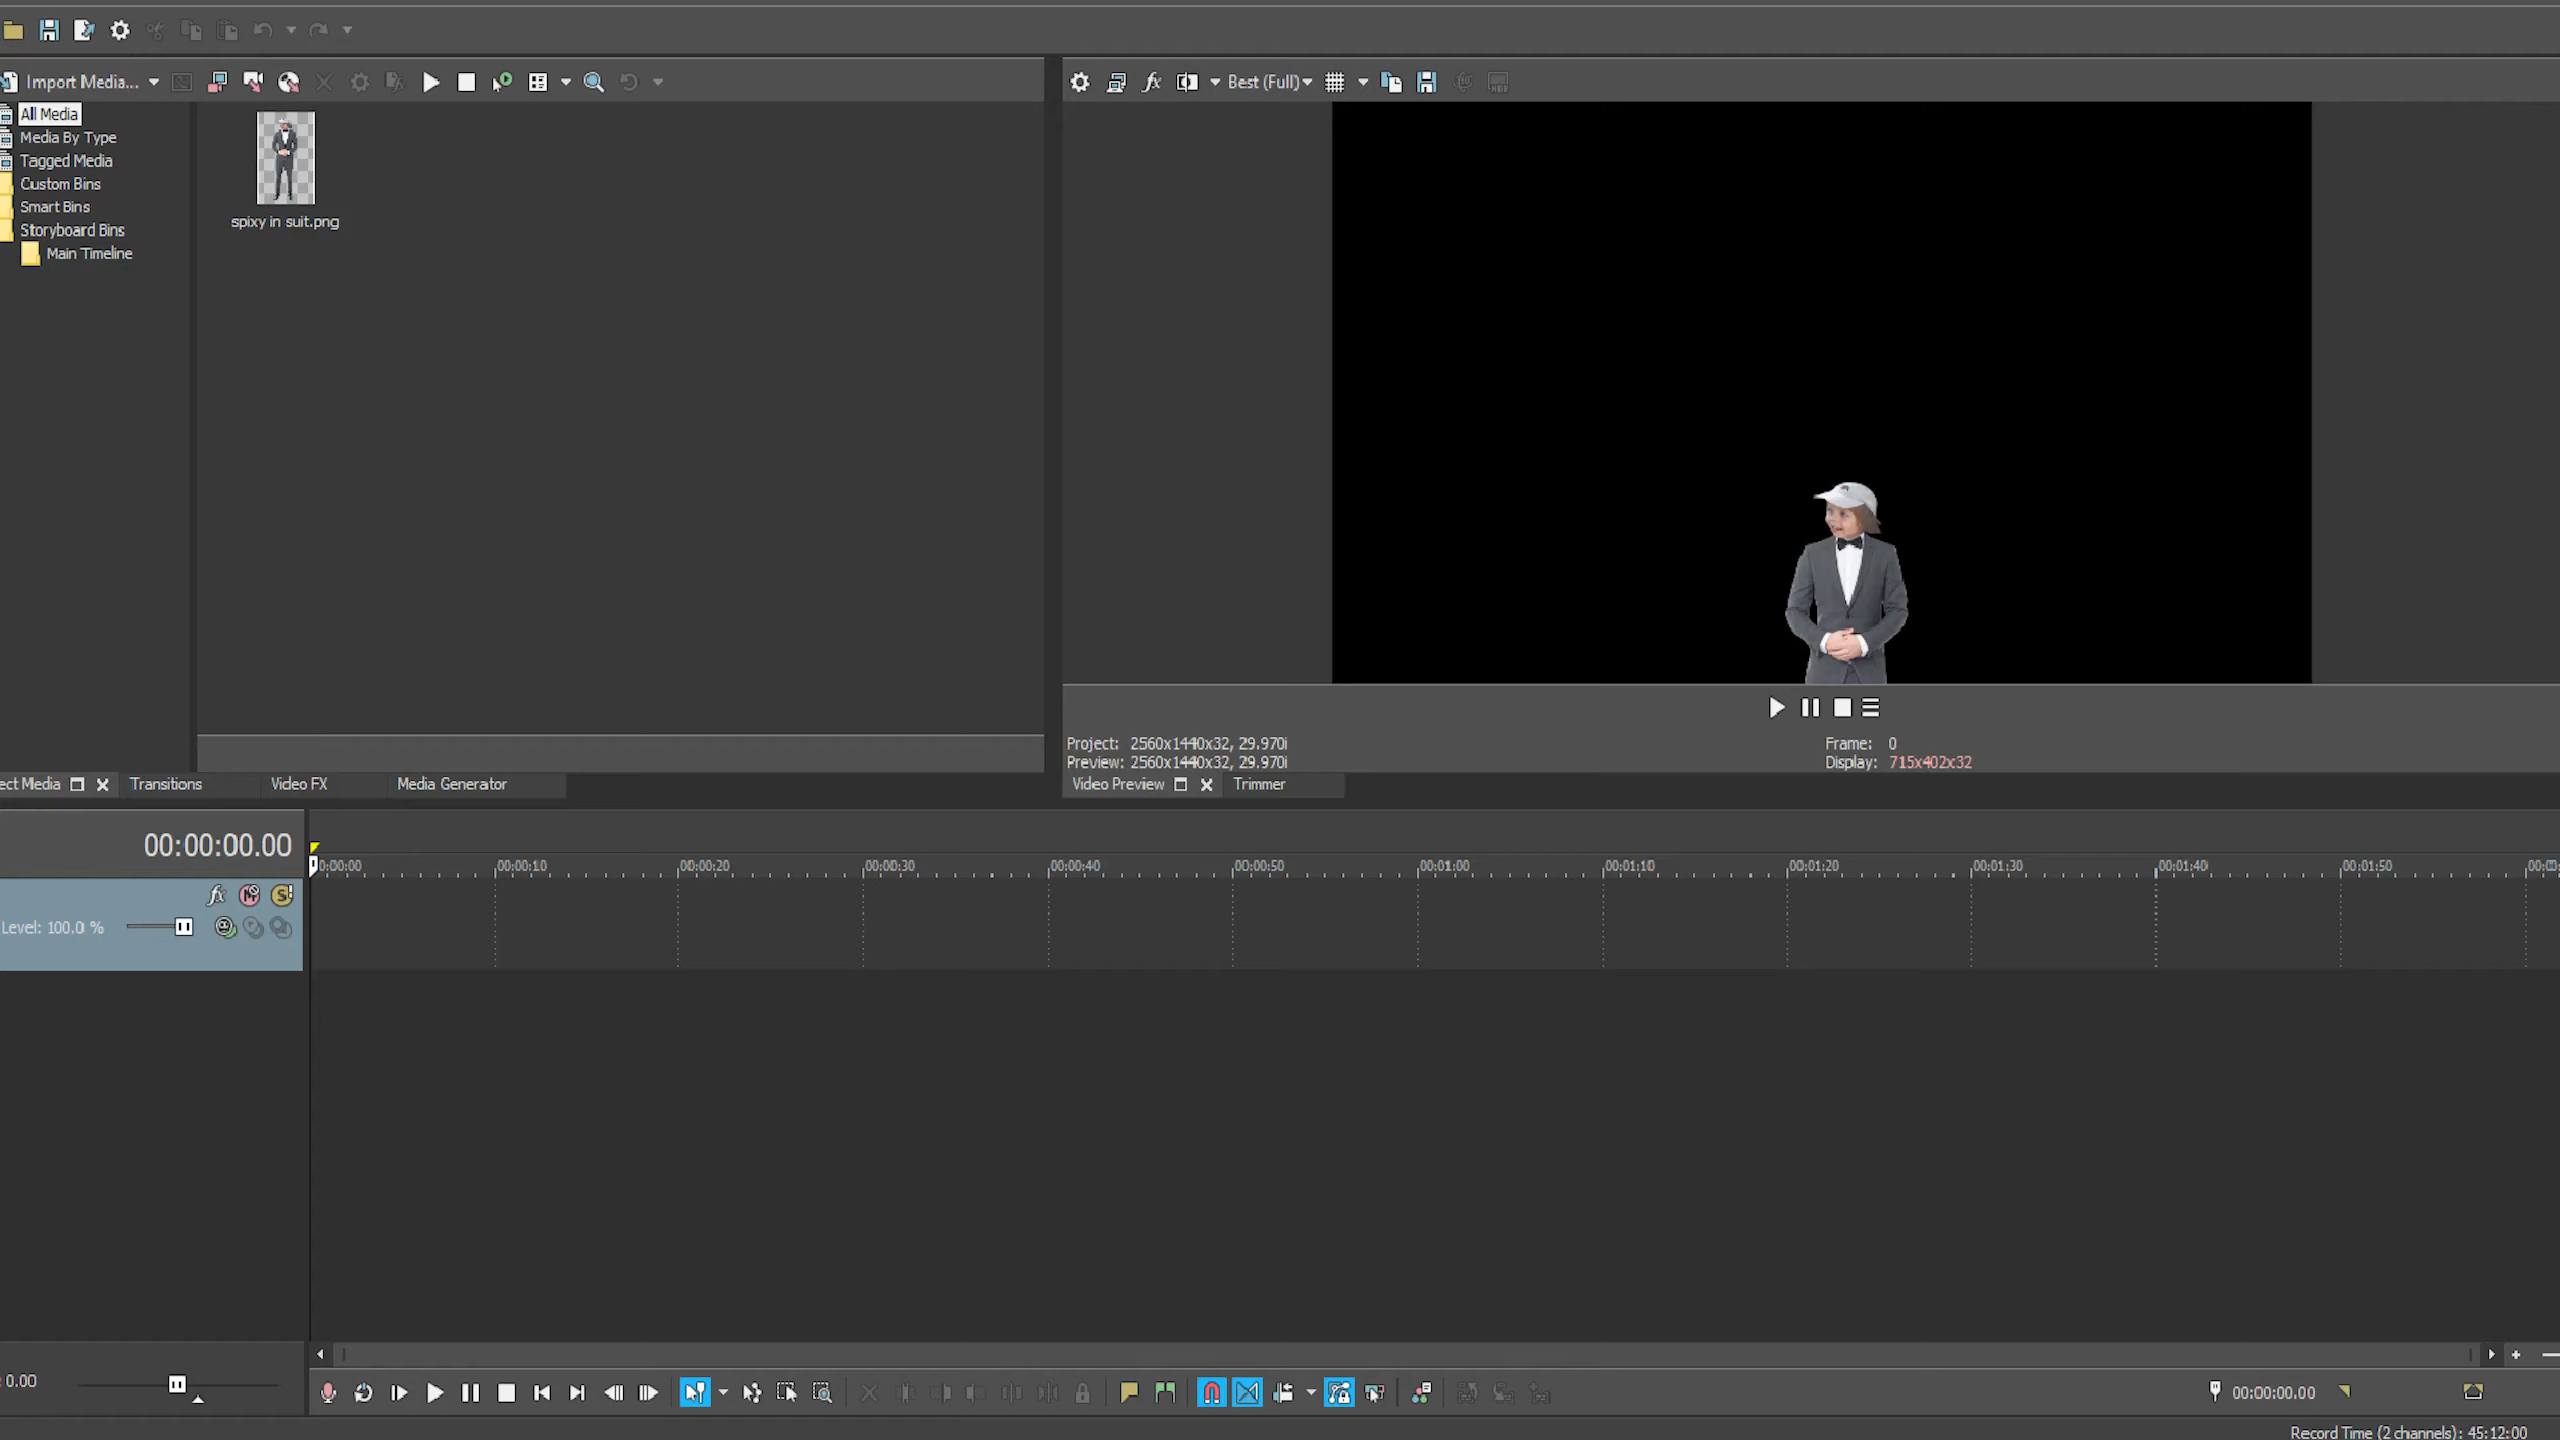 Import Media...
Best (Full)
All Media
Media By Type
Tagged Media
Custom Bins
Smart Bins
Storyboard Bins
Main Timeline
spixy in suit.png
Project: 2560x1440x32, 29.970i
Frame: 0
Preview: 2560x1440x32, 29.970i
Display: 715x402x32
ect Media
Transitions
Video FX
Media Generator
Video Preview
Trimmer
00:00:00.00
0:00:00 00:00:10 00:00:20 00:00:30 00:00:40 00:00:50 00:01:00 00:01:10 00:01:20 00:01:30 00:01:40 00:01:50 00:0
Level: 100.0 %
0.00
00:00:00.00
Record Time (2 channels): 45:12:00